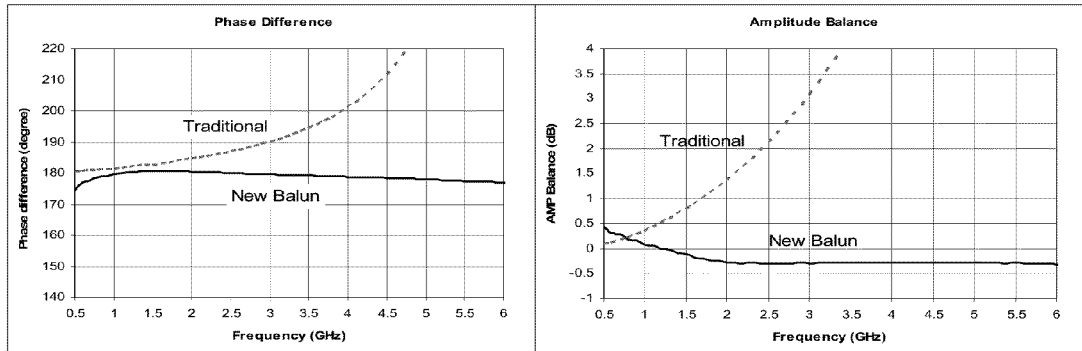 Phase Difference
Phase difference (degree)
220
210
200
190
180
170
160
150
140
Traditional
New Balun
0.5 1 1.5 2 2.5 3 3.5 4 4.5 5 5.5 6
Frequency (GHz)
Amplitude Balance
AMP Balance (dB)
4
3.5
3
2.5
2
1.5
1
0.5
0
-0.5
-1
Traditional
New Balun
0.5 1 1.5 2 2.5 3 3.5 4 4.5 5 5.5 6
Frequency (GHz)